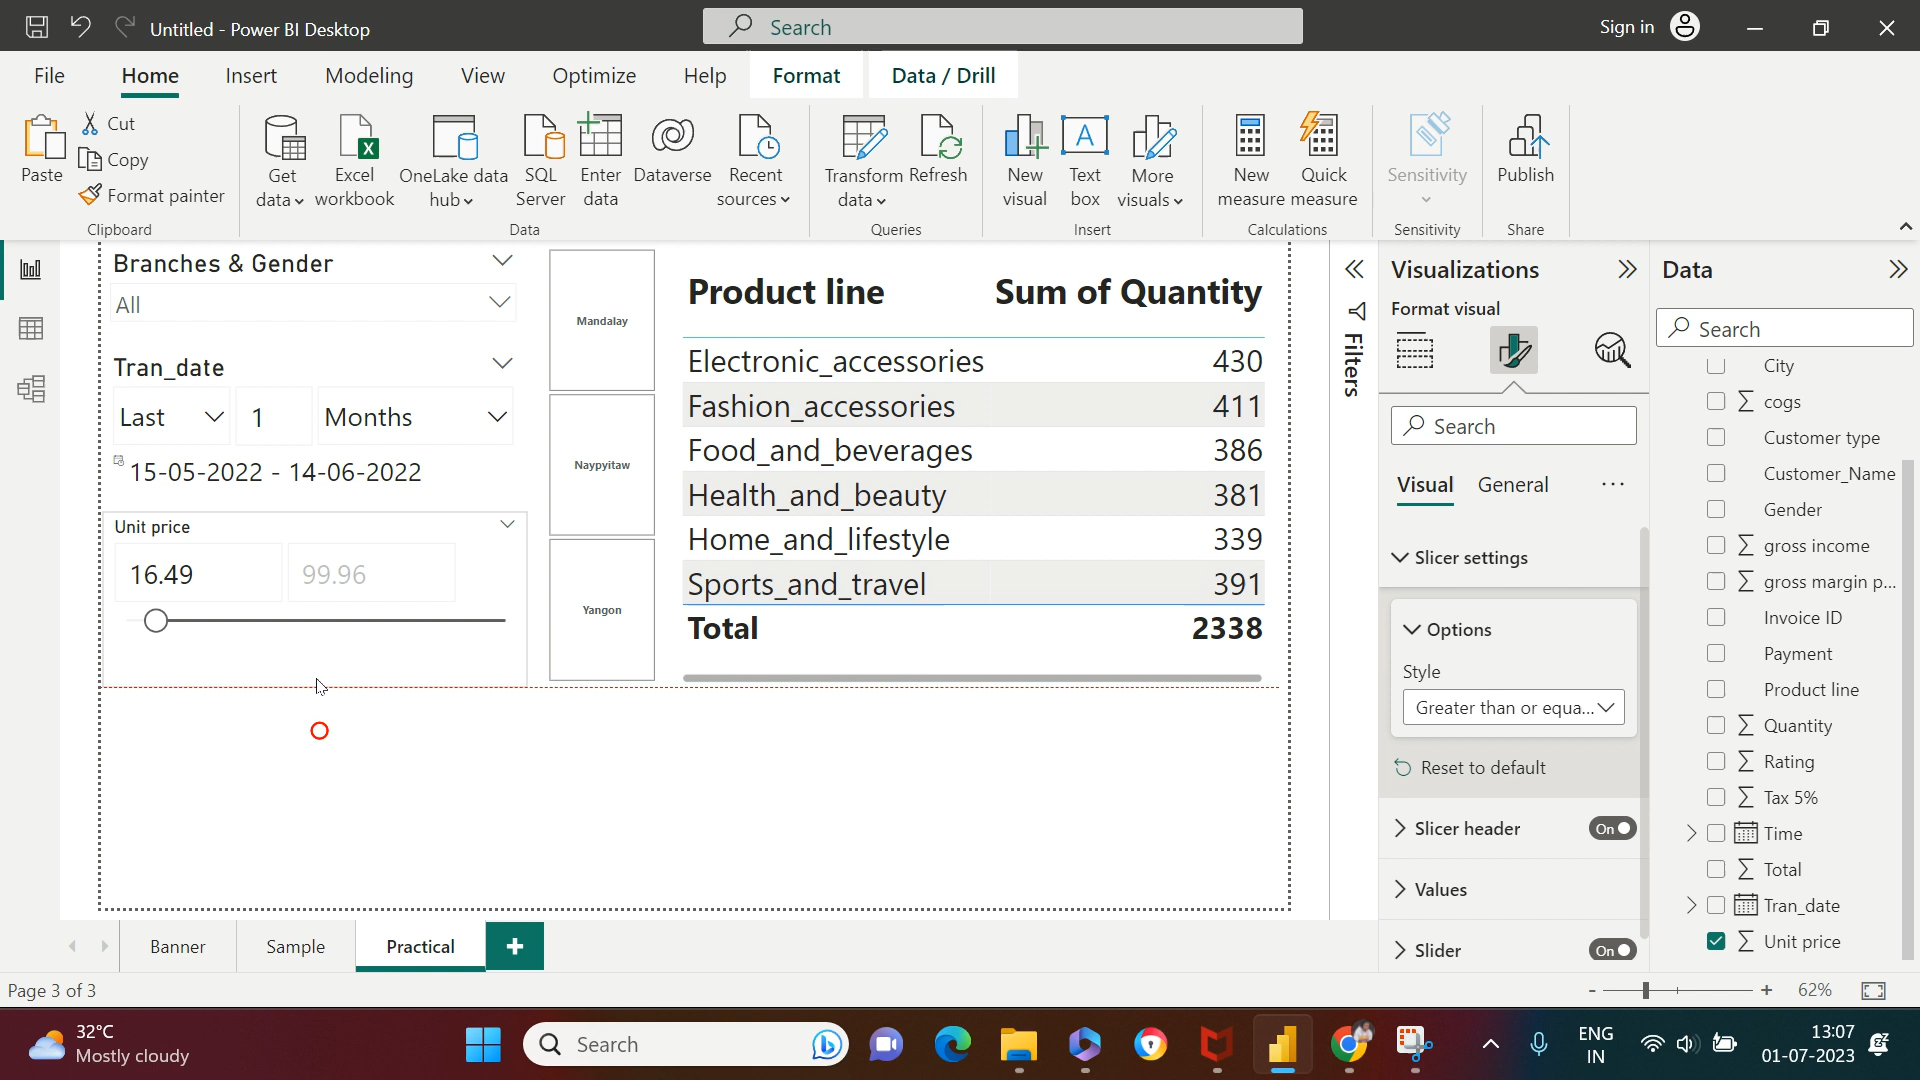 Untitled - Power BI Desktop
Search
Sign in
File
Home
Insert
Modeling
View
Optimize
Help
Format
Data / Drill
Paste
Cut
Copy
Format painter
Clipboard
Get data
Excel workbook
OneLake data hub
SQL Server
Enter data
Dataverse
Recent sources
Data
Transform data
Refresh
Queries
New visual
A
Text box
More visuals
Insert
New measure
Quick measure
Calculations
Sensitivity
Sensitivity
Publish
Share
Branches & Gender
All
Tran_date
Last
1
Months
15-05-2022 - 14-06-2022
Unit price
16.49
99.96
Mandalay
Naypyitaw
Yangon
Product line Sum of Quantity
Electronic_accessories 430
Fashion_accessories 411
Food_and_beverages 386
Health_and_beauty 381
Home_and_lifestyle 339
Sports_and_travel 391
Total 2338
Filters
Visualizations
Format visual
Search
Visual
General
...
Slicer settings
Options
Style
Greater than or equa...
Reset to default
Slicer header On
Values
Slider On
Data
Search
City
cogs
Customer type
Customer_Name
Gender
gross income
gross margin p...
Invoice ID
Payment
Product line
Quantity
Rating
Tax 5%
Time
Total
Tran_date
Unit price
Banner
Sample
Practical
+
Page 3 of 3
- + 62%
32°C
Mostly cloudy
Search
ENG
IN
13:07
01-07-2023